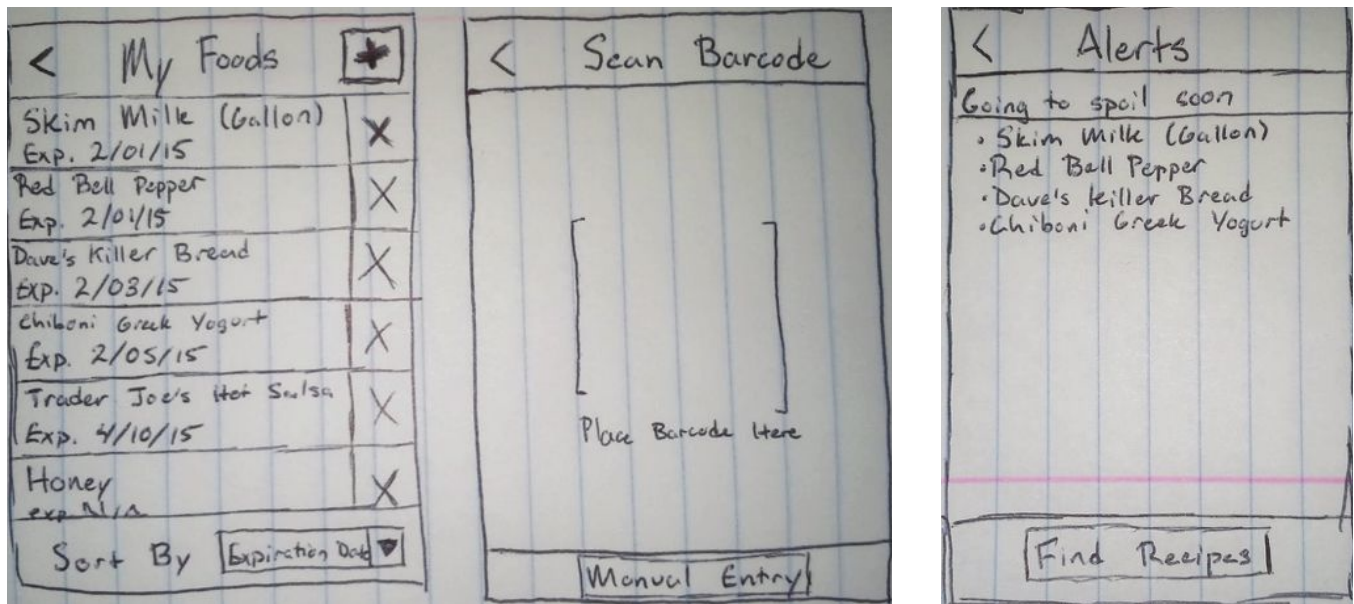 < My Foods +
Skim Milk (Gallon)
Exp. 2/01/15
X
Red Bell Pepper
Exp. 2/01/15
X
Dave's Killer Bread
Exp. 2/03/15
X
Chiboni Greek Yogurt
Exp. 2/05/15
X
Trader Joe's Hot Salsa
Exp. 4/10/15
X
Honey
exp N/A
X
Sort By Expiration Date ▼
< Scan Barcode
Place Barcode Here
Manual Entry
< Alerts
Going to spoil soon
• Skim Milk (Gallon)
• Red Bell Pepper
• Dave's Killer Bread
• Chiboni Greek Yogurt
Find Recipes